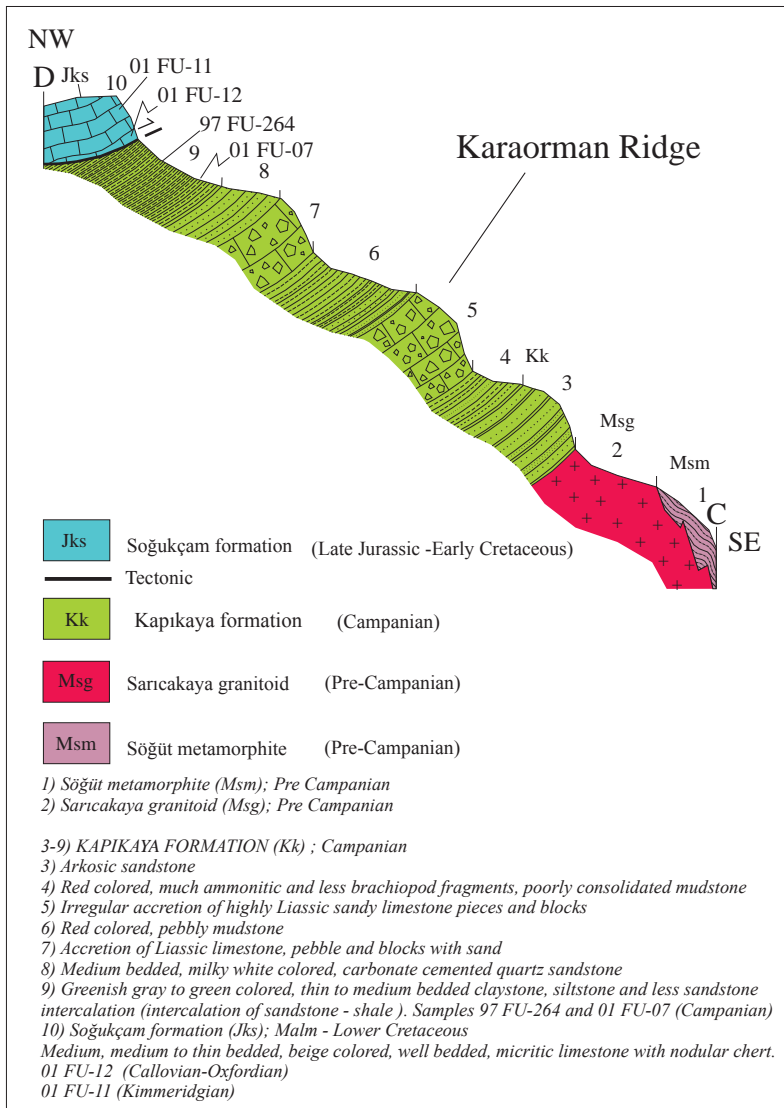 NW
D
Jks
10
01 FU-11
01 FU-12
97 FU-264
9
01 FU-07
8
Karaorman Ridge
7
6
5
4
Kk
3
Msg
2
Msm
1
C
SE
Jks Soğukçam formation (Late Jurassic -Early Cretaceous)
Tectonic
Kk Kapıkaya formation (Campanian)
Msg Sarıcakaya granitoid (Pre-Campanian)
Msm Söğüt metamorphite (Pre-Campanian)
1) Söğüt metamorphite (Msm); Pre Campanian
2) Sarıcakaya granitoid (Msg); Pre Campanian
3-9) KAPIKAYA FORMATION (Kk) ; Campanian
3) Arkosic sandstone
4) Red colored, much ammonitic and less brachiopod fragments, poorly consolidated mudstone
5) Irregular accretion of highly Liassic sandy limestone pieces and blocks
6) Red colored, pebbly mudstone
7) Accretion of Liassic limestone, pebble and blocks with sand
8) Medium bedded, milky white colored, carbonate cemented quartz sandstone
9) Greenish gray to green colored, thin to medium bedded claystone, siltstone and less sandstone
intercalation (intercalation of sandstone - shale ). Samples 97 FU-264 and 01 FU-07 (Campanian)
10) Soğukçam formation (Jks); Malm - Lower Cretaceous
Medium, medium to thin bedded, beige colored, well bedded, micritic limestone with nodular chert.
01 FU-12 (Callovian-Oxfordian)
01 FU-11 (Kimmeridgian)